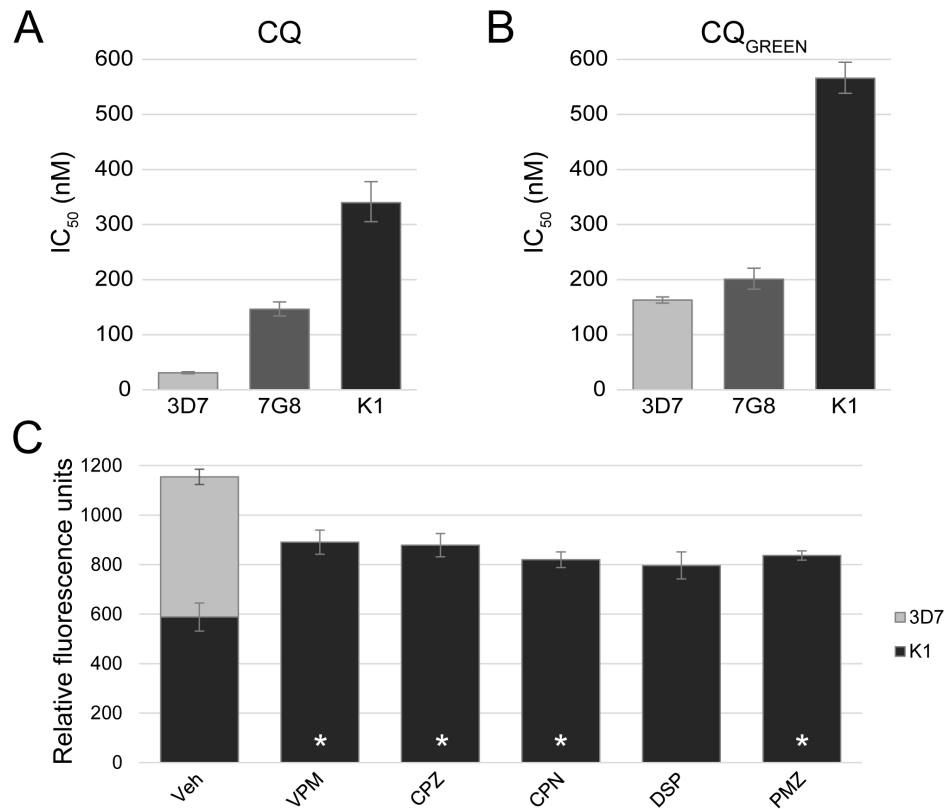 A
CQ
IC50 (nM)
600
500
400
300
200
100
0
3D7
7G8
K1
B
CQGREEN
IC50 (nM)
600
500
400
300
200
100
0
3D7
7G8
K1
C
Relative fluorescence units
1200
1000
800
600
400
200
0
* * * *
Veh
VPM
CPZ
CPN
DSP
PMZ
3D7
K1